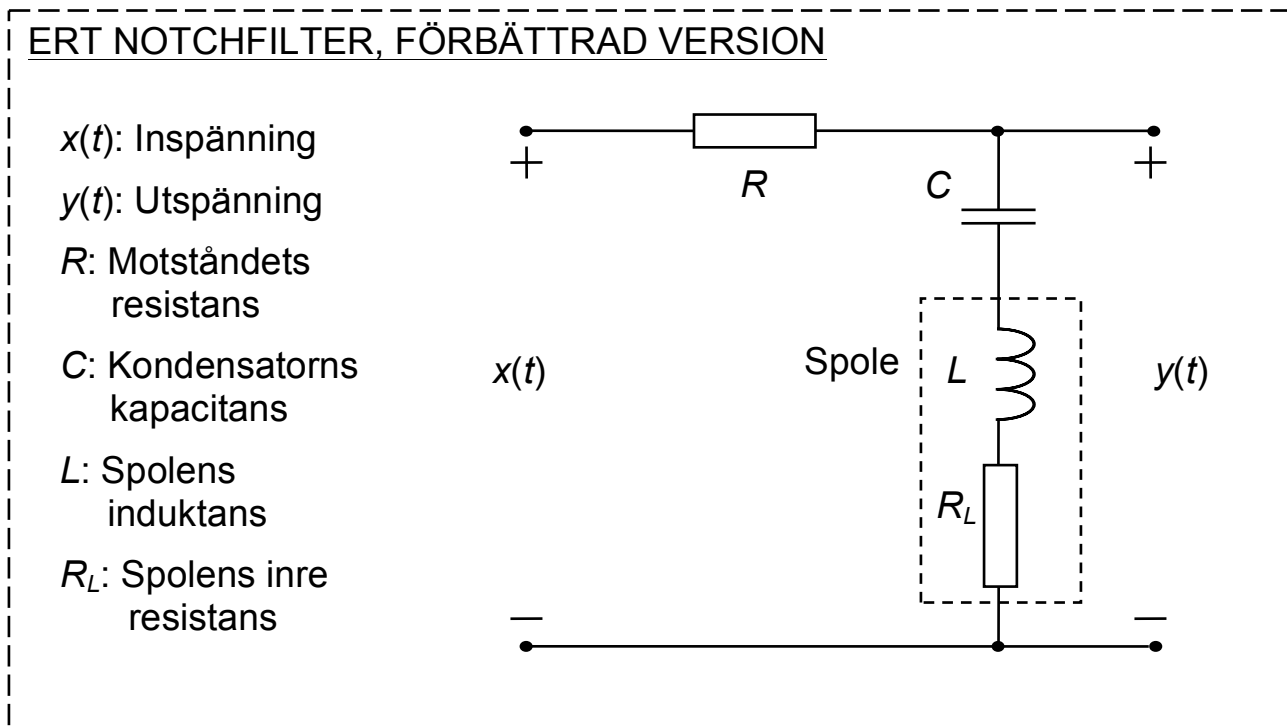 ERT NOTCHFILTER, FÖRBÄTTRAD VERSION
x(t): Inspänning
y(t): Utspänning
R: Motståndets
resistans
C: Kondensatorns
kapacitans
L: Spolens
induktans
R_L: Spolens inre
resistans
x(t)
+
−
R
C
Spole
L
R_L
+
y(t)
−